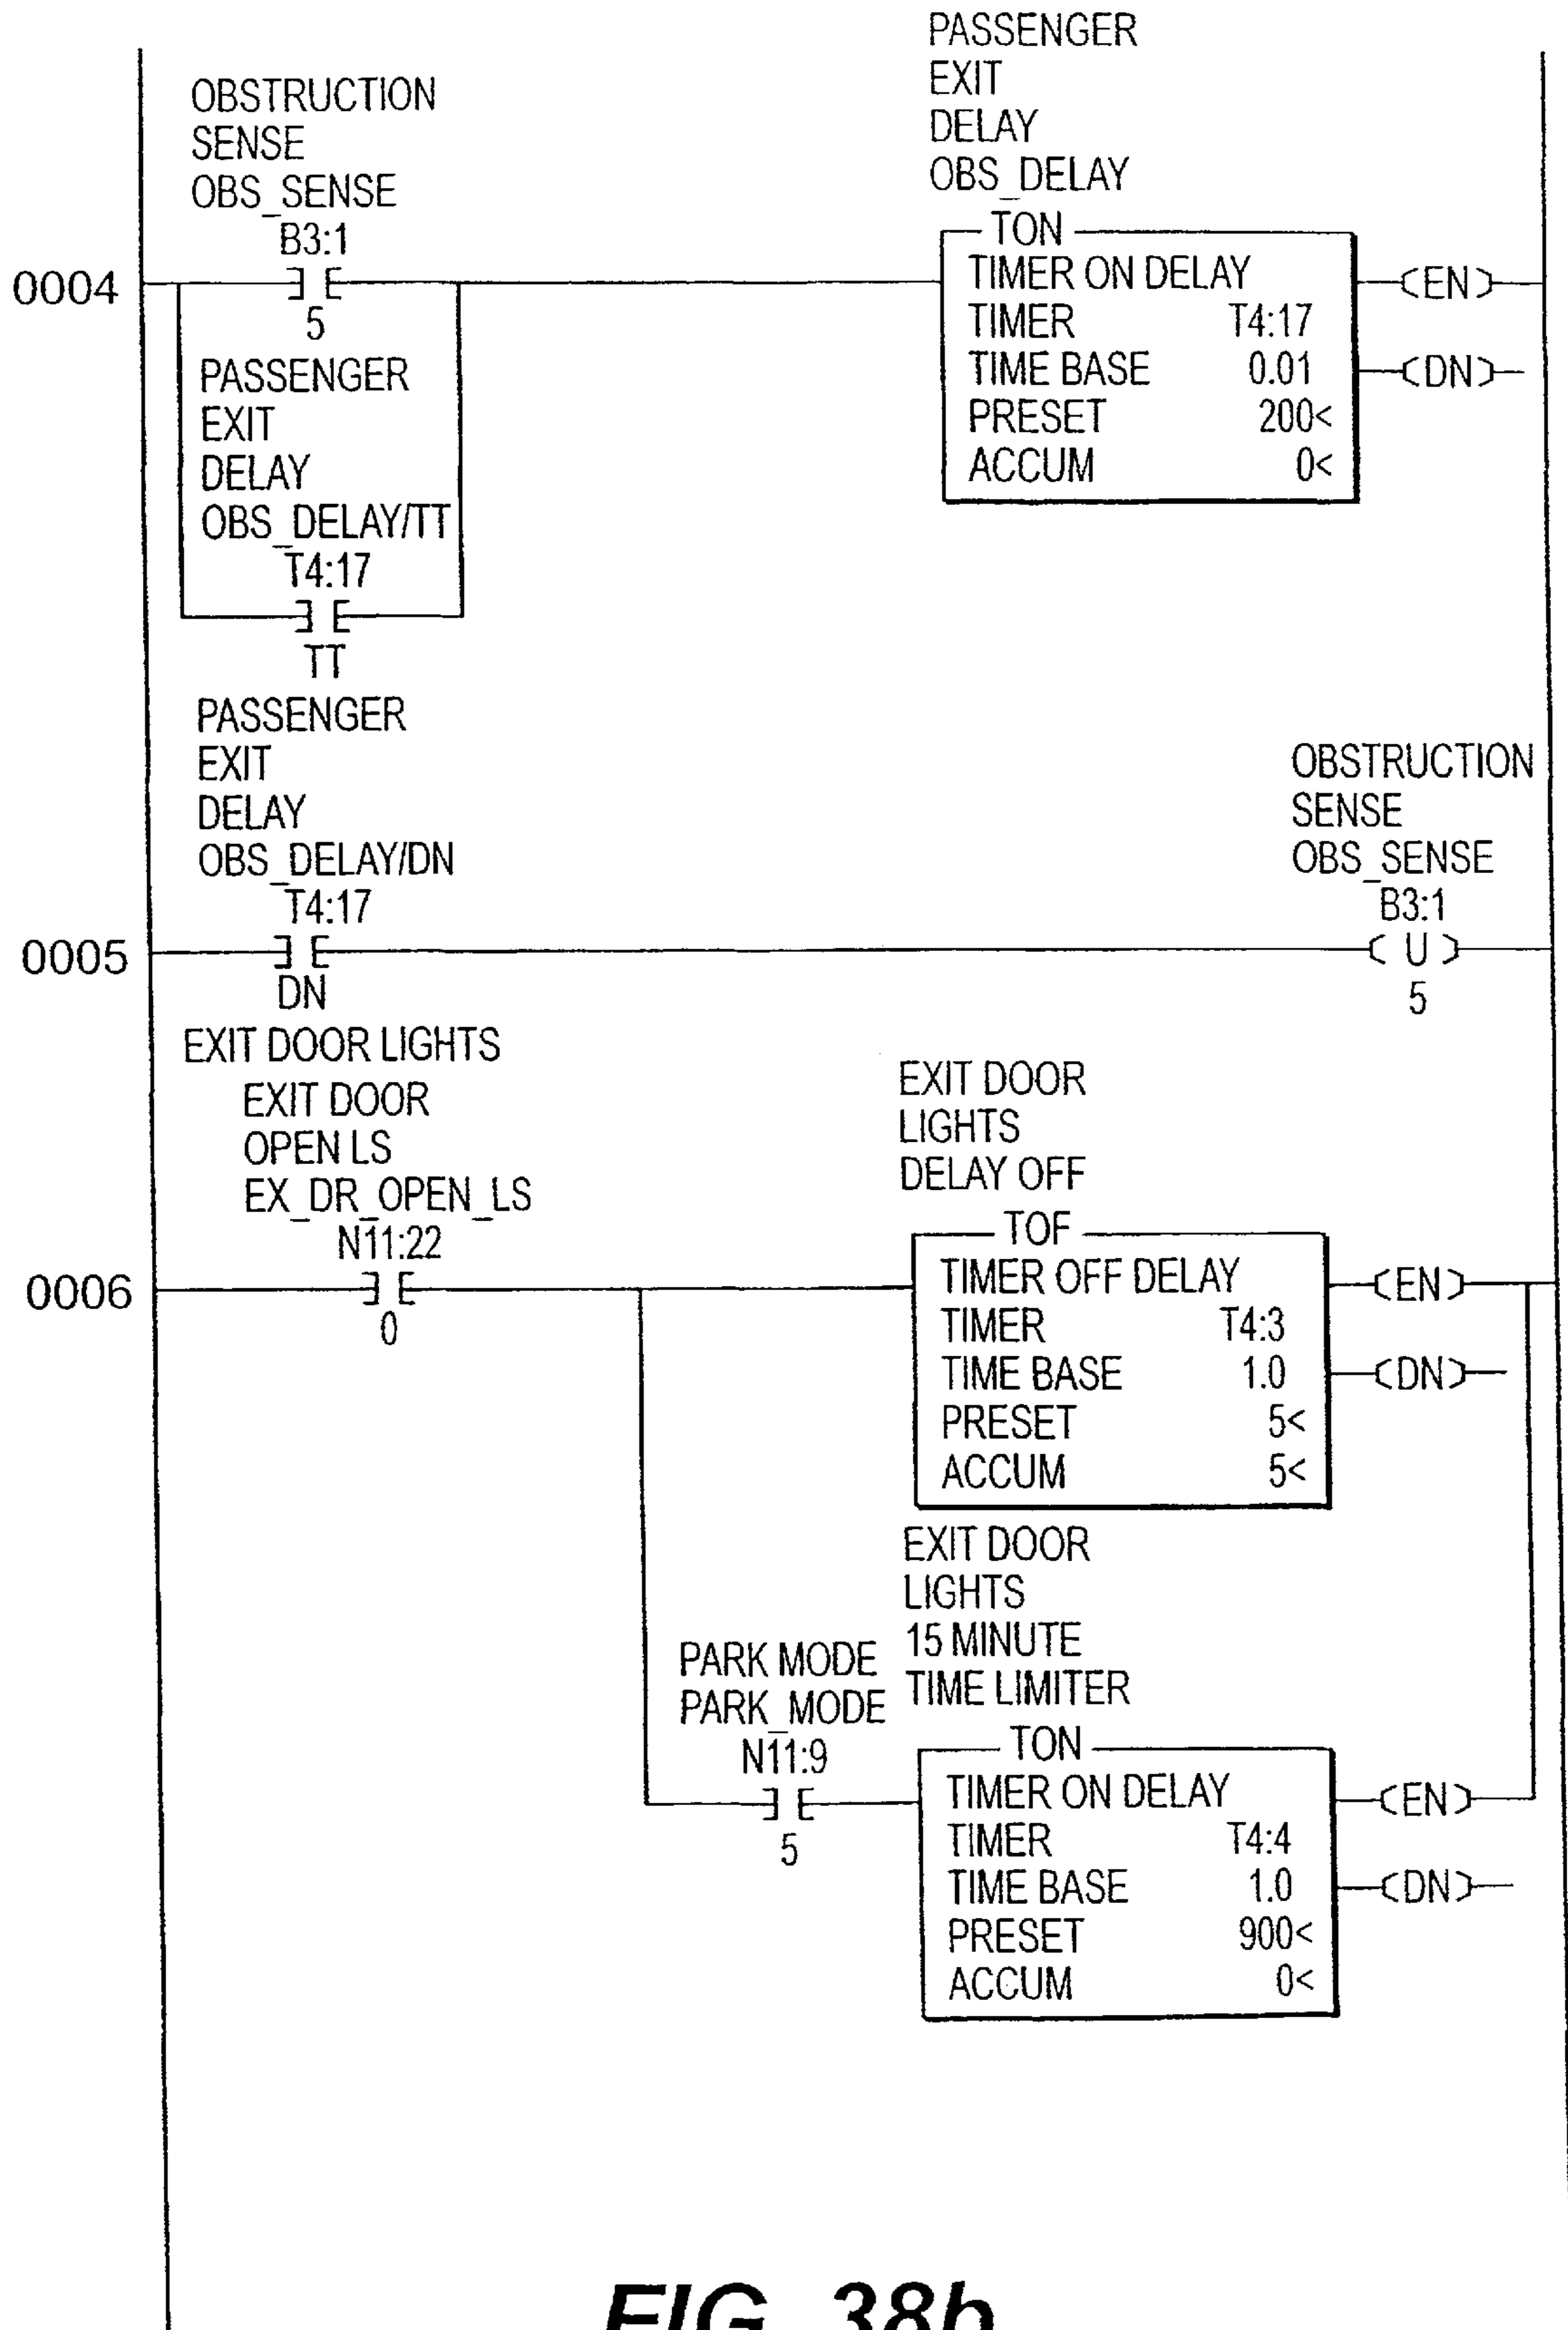 PASSENGER
EXIT
DELAY
OBS_DELAY
OBSTRUCTION
SENSE
OBS_SENSE
B3:1
0004
5
TON
TIMER ON DELAY
TIMER T4:17
TIME BASE 0.01
PRESET 200<
ACCUM 0<
(EN)
(DN)
PASSENGER
EXIT
DELAY
OBS_DELAY/TT
T4:17
TT
PASSENGER
EXIT
DELAY
OBS_DELAY/DN
T4:17
0005
DN
OBSTRUCTION
SENSE
OBS_SENSE
B3:1
( U )
5
EXIT DOOR LIGHTS
EXIT DOOR
OPEN LS
EX_DR_OPEN_LS
N11:22
0006
0
EXIT DOOR
LIGHTS
DELAY OFF
TOF
TIMER OFF DELAY
TIMER T4:3
TIME BASE 1.0
PRESET 5<
ACCUM 5<
(EN)
(DN)
PARK MODE
PARK_MODE
N11:9
5
EXIT DOOR
LIGHTS
15 MINUTE
TIME LIMITER
TON
TIMER ON DELAY
TIMER T4:4
TIME BASE 1.0
PRESET 900<
ACCUM 0<
(EN)
(DN)
FIG. 38b